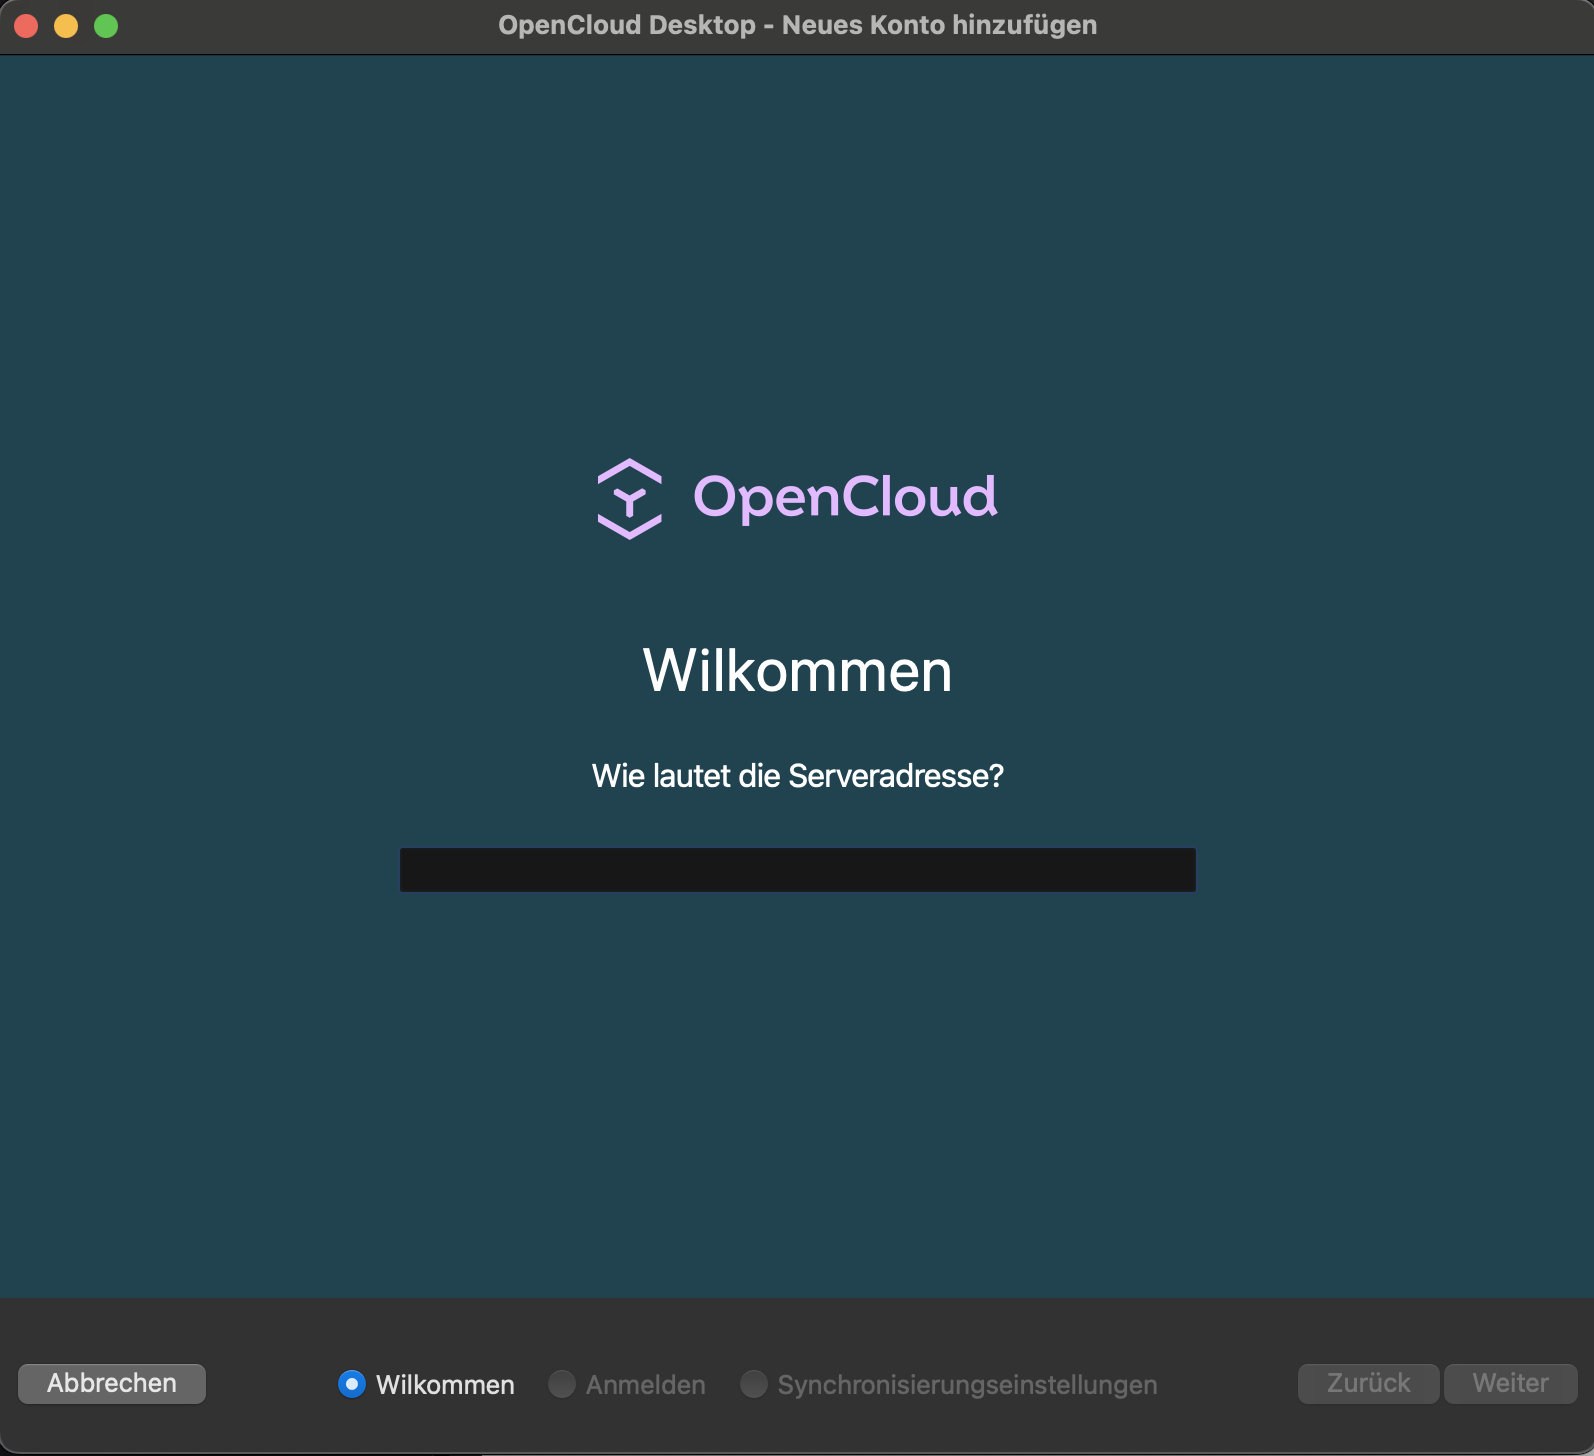 OpenCloud Desktop - Neues Konto hinzufügen
OpenCloud
Wilkommen
Wie lautet die Serveradresse?
Abbrechen Wilkommen Anmelden Synchronisierungseinstellungen Zurück Weiter